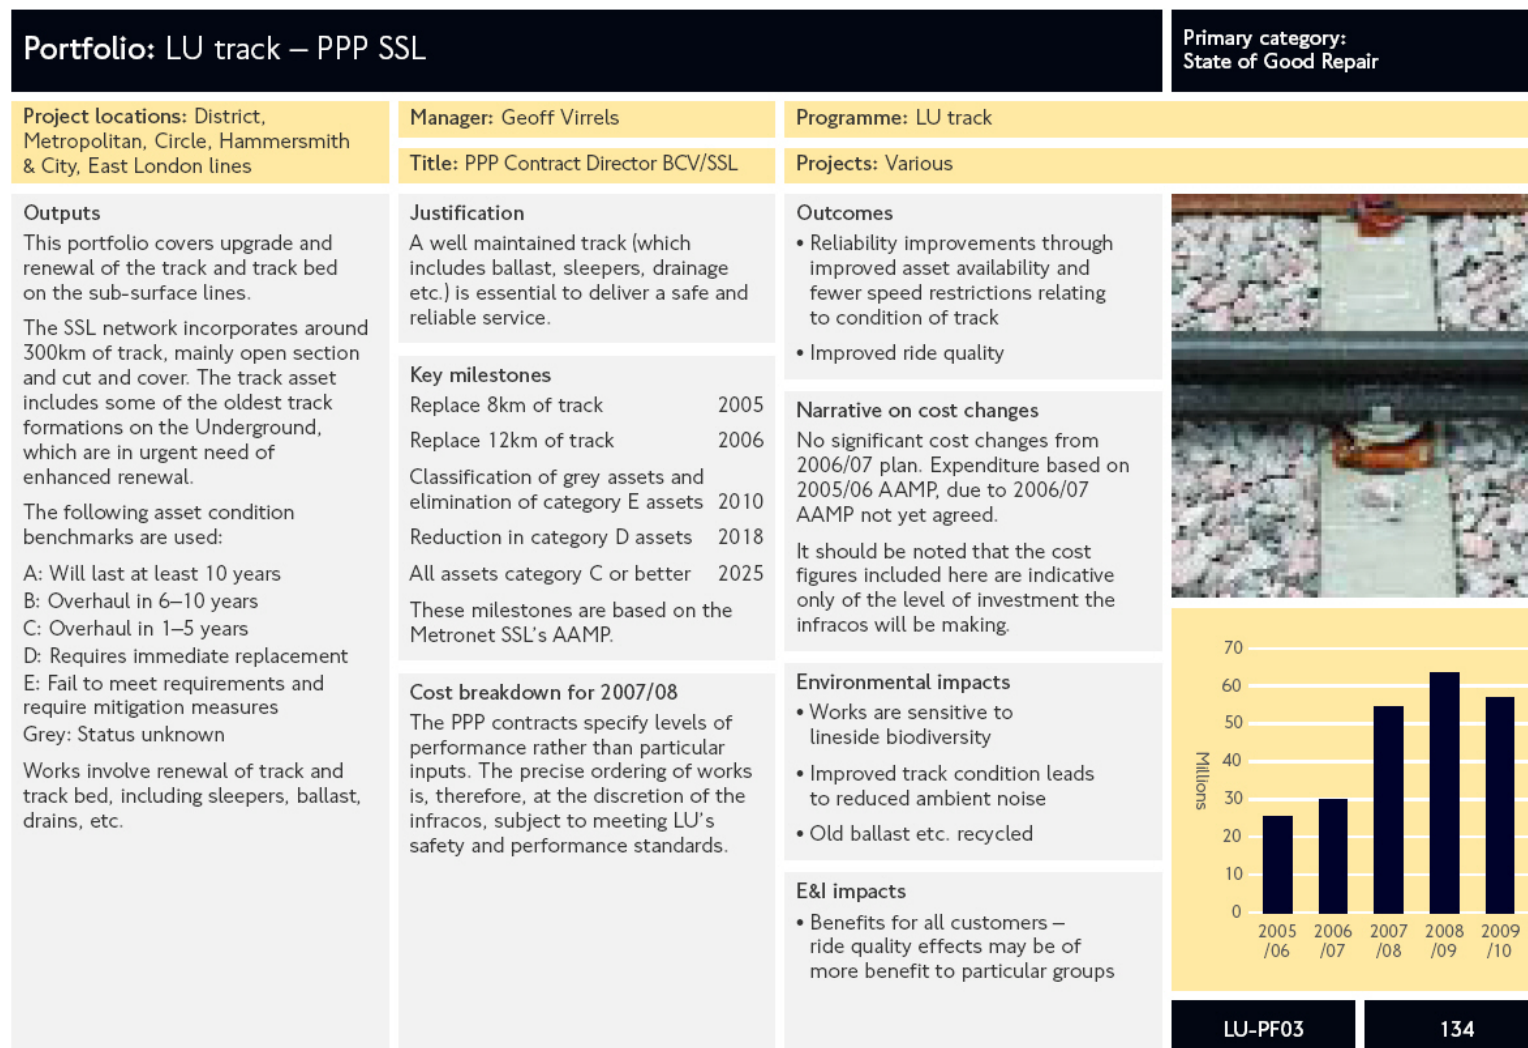 Portfolio: LU track – PPP SSL
Primary category:
State of Good Repair
Project locations: District,
Metropolitan, Circle, Hammersmith
& City, East London lines
Manager: Geoff Virrels
Title: PPP Contract Director BCV/SSL
Programme: LU track
Projects: Various
Outputs
This portfolio covers upgrade and
renewal of the track and track bed
on the sub-surface lines.
The SSL network incorporates around
300km of track, mainly open section
and cut and cover. The track asset
includes some of the oldest track
formations on the Underground,
which are in urgent need of
enhanced renewal.
The following asset condition
benchmarks are used:
A: Will last at least 10 years
B: Overhaul in 6–10 years
C: Overhaul in 1–5 years
D: Requires immediate replacement
E: Fail to meet requirements and
require mitigation measures
Grey: Status unknown
Works involve renewal of track and
track bed, including sleepers, ballast,
drains, etc.
Justification
A well maintained track (which
includes ballast, sleepers, drainage
etc.) is essential to deliver a safe and
reliable service.
Key milestones
Replace 8km of track 2005
Replace 12km of track 2006
Classification of grey assets and
elimination of category E assets 2010
Reduction in category D assets 2018
All assets category C or better 2025
These milestones are based on the
Metronet SSL's AAMP.
Cost breakdown for 2007/08
The PPP contracts specify levels of
performance rather than particular
inputs. The precise ordering of works
is, therefore, at the discretion of the
infracos, subject to meeting LU's
safety and performance standards.
Outcomes
• Reliability improvements through
improved asset availability and
fewer speed restrictions relating
to condition of track
• Improved ride quality
Narrative on cost changes
No significant cost changes from
2006/07 plan. Expenditure based on
2005/06 AAMP, due to 2006/07
AAMP not yet agreed.
It should be noted that the cost
figures included here are indicative
only of the level of investment the
infracos will be making.
Environmental impacts
• Works are sensitive to
lineside biodiversity
• Improved track condition leads
to reduced ambient noise
• Old ballast etc. recycled
E&I impacts
• Benefits for all customers –
ride quality effects may be of
more benefit to particular groups
Millions
70
60
50
40
30
20
10
0
2005 2006 2007 2008 2009
/06 /07 /08 /09 /10
LU-PF03
134